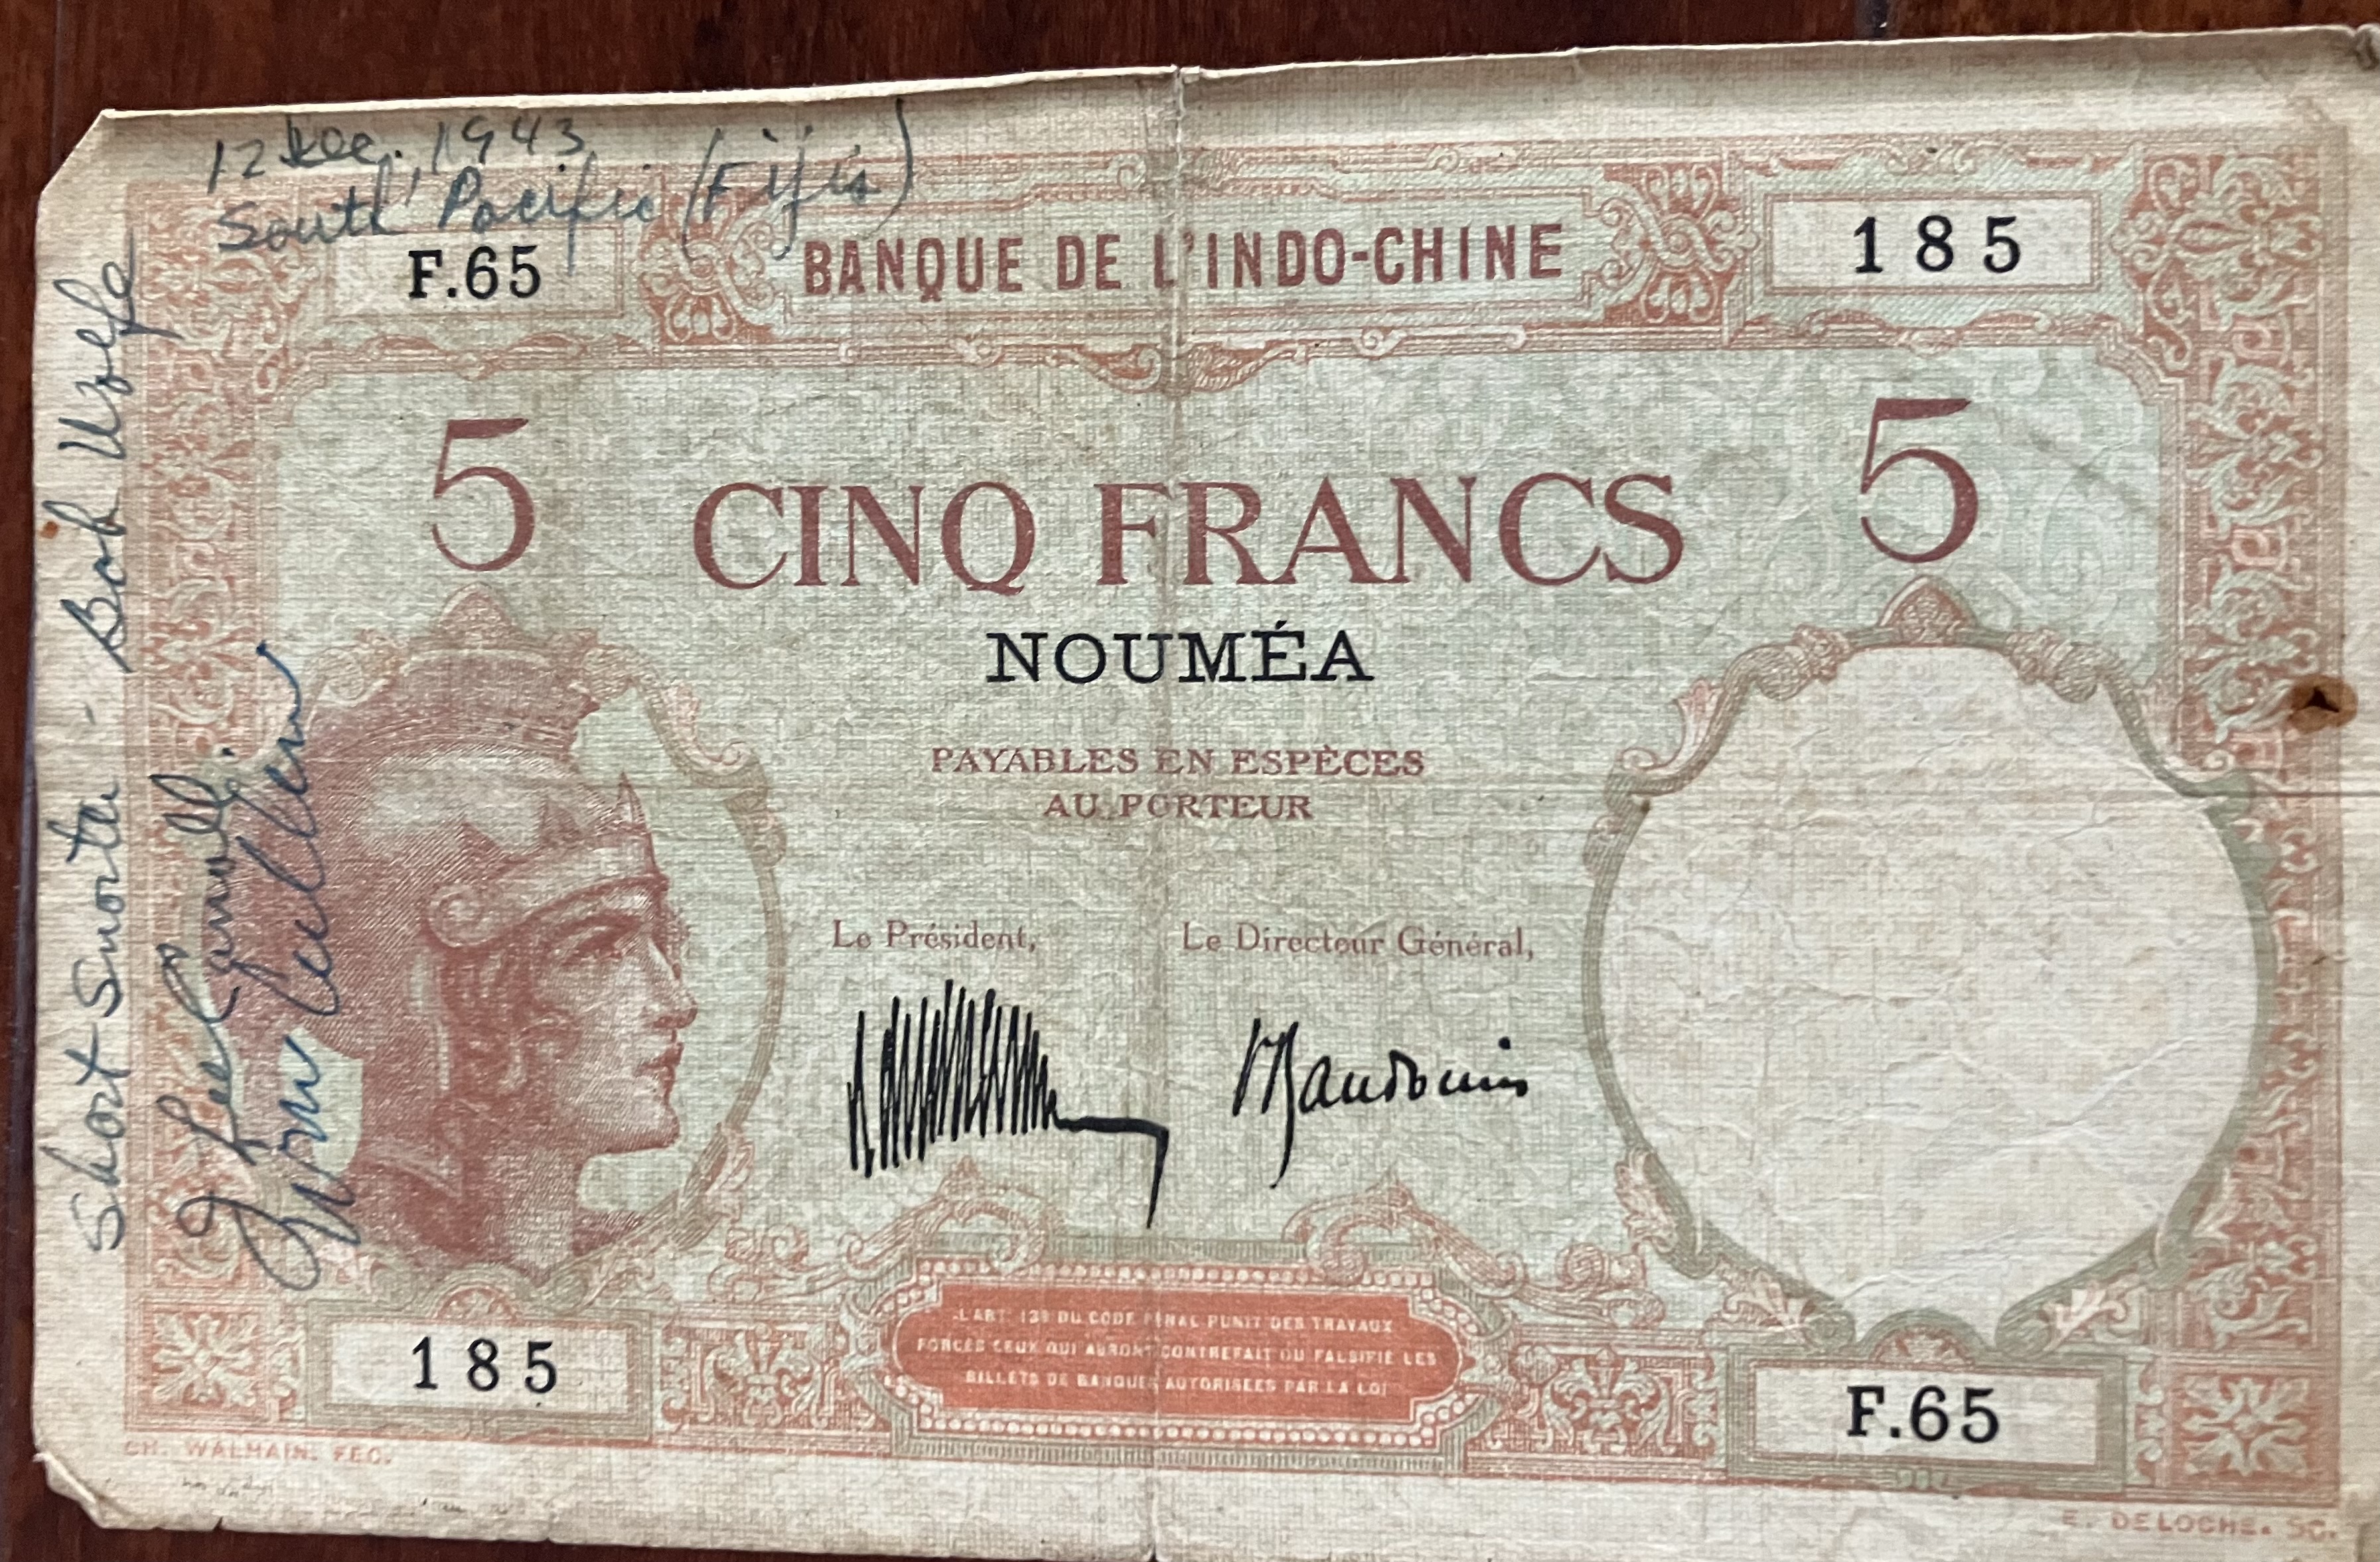 12 Dec. 1943
South Pacific (Fijis)
F.65
BANQUE DE L'INDO-CHINE
185
Short Snorter - Bob Wolfe
5 CINQ FRANCS 5
NOUMÉA
PAYABLES EN ESPÈCES
AU PORTEUR
Le Président,
Le Directeur Général,
185
L'ART. 139 DU CODE PÉNAL PUNIT DES TRAVAUX
FORCÉS CEUX QUI AURONT CONTREFAIT OU FALSIFIÉ LES
BILLETS DE BANQUES AUTORISÉES PAR LA LOI
F.65
CH. WALHAIN. FEC.
E. DELOCHE. SC.